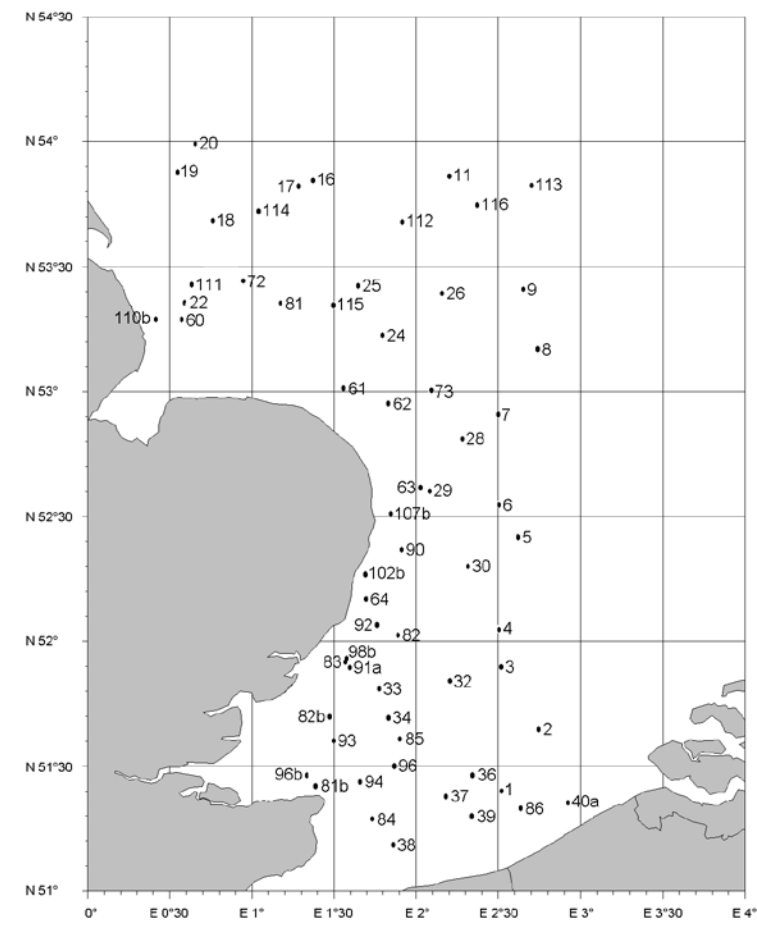 N 54°30
N 54°
20
19
11
113
17
16
116
114
18
112
N 53°30
111
72
25
9
26
22
81
115
110b
60
24
8
N 53°
61
73
62
7
28
63
29
6
N 52°30
107b
5
90
30
102b
64
92
4
82
N 52°
98b
83
91a
3
32
33
82b
34
2
93
85
N 51°30
96
96b
94
36
81b
37
1
40a
86
84
39
38
N 51°
0°
E 0°30
E 1°
E 1°30
E 2°
E 2°30
E 3°
E 3°30
E 4°